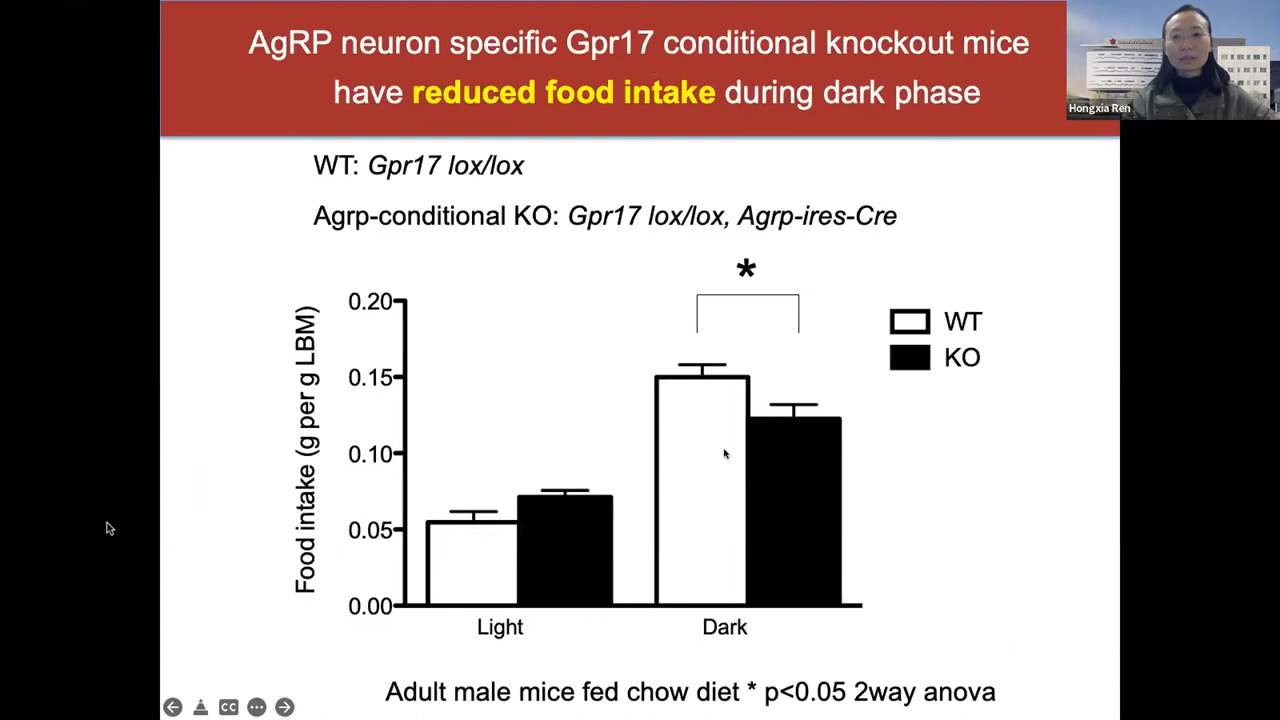 AgRP neuron specific Gpr17 conditional knockout mice
have reduced food intake during dark phase
Hongxia Ren
WT: Gpr17 lox/lox
Agrp-conditional KO: Gpr17 lox/lox, Agrp-ires-Cre
*
Food intake (g per g LBM)
0.20
0.15
0.10
0.05
0.00
WT
KO
Light
Dark
Adult male mice fed chow diet * p<0.05 2way anova
CC